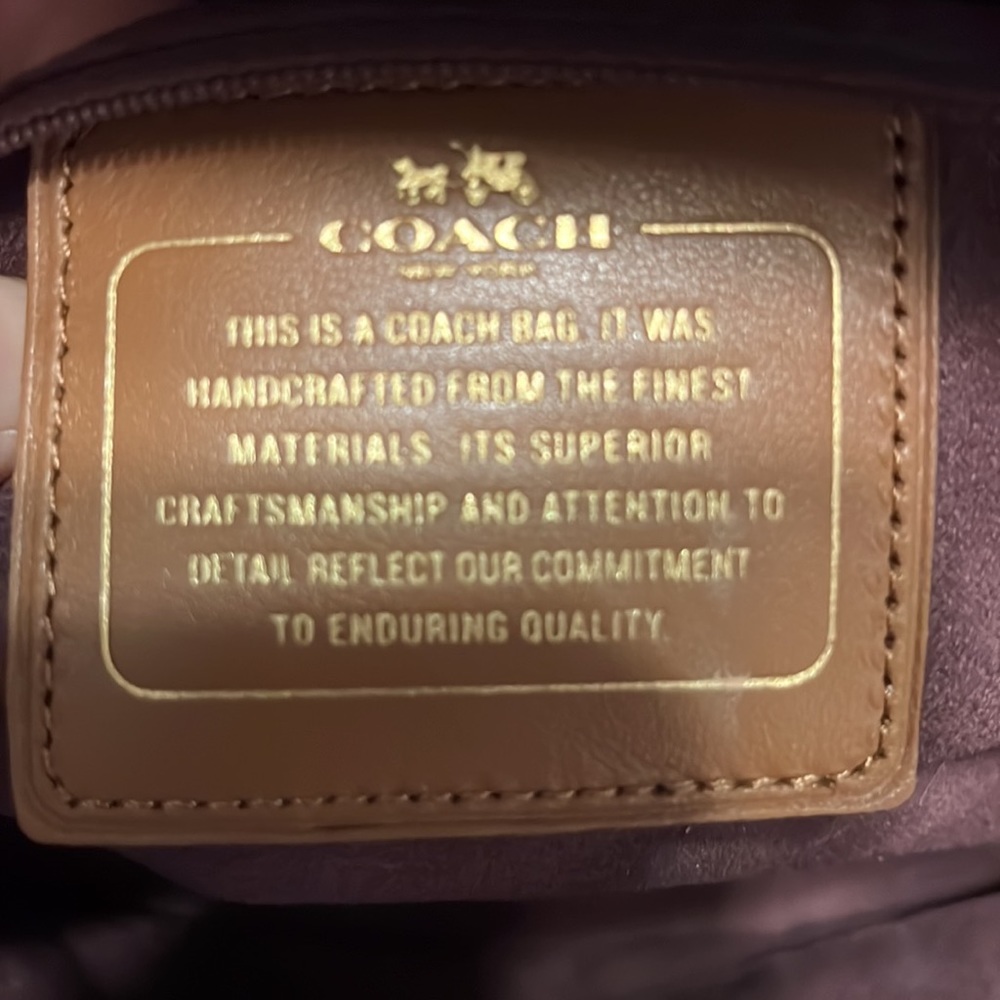 COACH
NEW YORK
THIS IS A COACH BAG. IT WAS
HANDCRAFTED FROM THE FINEST
MATERIALS. ITS SUPERIOR
CRAFTSMANSHIP AND ATTENTION TO
DETAIL REFLECT OUR COMMITMENT
TO ENDURING QUALITY.